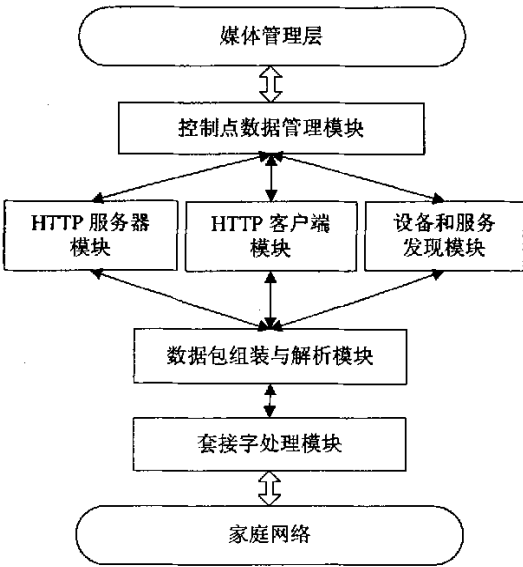 媒体管理层
控制点数据管理模块
HTTP 服务器
模块
HTTP 客户端
模块
设备和服务
发现模块
数据包组装与解析模块
套接字处理模块
家庭网络